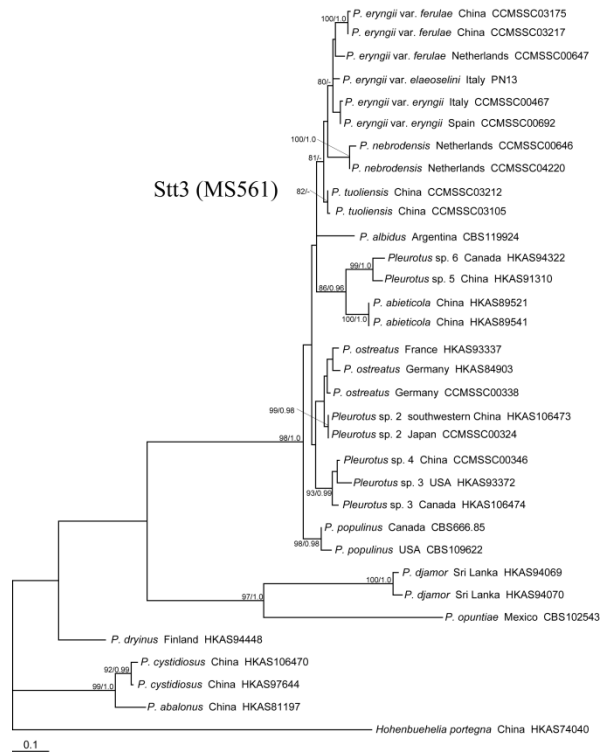 100/1.0
P. eryngii var. ferulae China CCMSSC03175
P. eryngii var. ferulae China CCMSSC03217
P. eryngii var. ferulae Netherlands CCMSSC00647
80/-
P. eryngii var. elaeoselini Italy PN13
P. eryngii var. eryngii Italy CCMSSC00467
P. eryngii var. eryngii Spain CCMSSC00692
100/1.0
P. nebrodensis Netherlands CCMSSC00646
81/-
P. nebrodensis Netherlands CCMSSC04220
Stt3 (MS561)
82/-
P. tuoliensis China CCMSSC03212
P. tuoliensis China CCMSSC03105
P. albidus Argentina CBS119924
99/1.0
Pleurotus sp. 6 Canada HKAS94322
Pleurotus sp. 5 China HKAS91310
86/0.96
P. abieticola China HKAS89521
100/1.0
P. abieticola China HKAS89541
P. ostreatus France HKAS93337
P. ostreatus Germany HKAS84903
P. ostreatus Germany CCMSSC00338
99/0.98
Pleurotus sp. 2 southwestern China HKAS106473
Pleurotus sp. 2 Japan CCMSSC00324
98/1.0
Pleurotus sp. 4 China CCMSSC00346
Pleurotus sp. 3 USA HKAS93372
93/0.99
Pleurotus sp. 3 Canada HKAS106474
P. populinus Canada CBS666.85
98/0.98
P. populinus USA CBS109622
P. djamor Sri Lanka HKAS94069
100/1.0
P. djamor Sri Lanka HKAS94070
97/1.0
P. opuntiae Mexico CBS102543
P. dryinus Finland HKAS94448
P. cystidiosus China HKAS106470
92/0.99
P. cystidiosus China HKAS97644
99/1.0
P. abalonus China HKAS81197
Hohenbuehelia portegna China HKAS74040
0.1